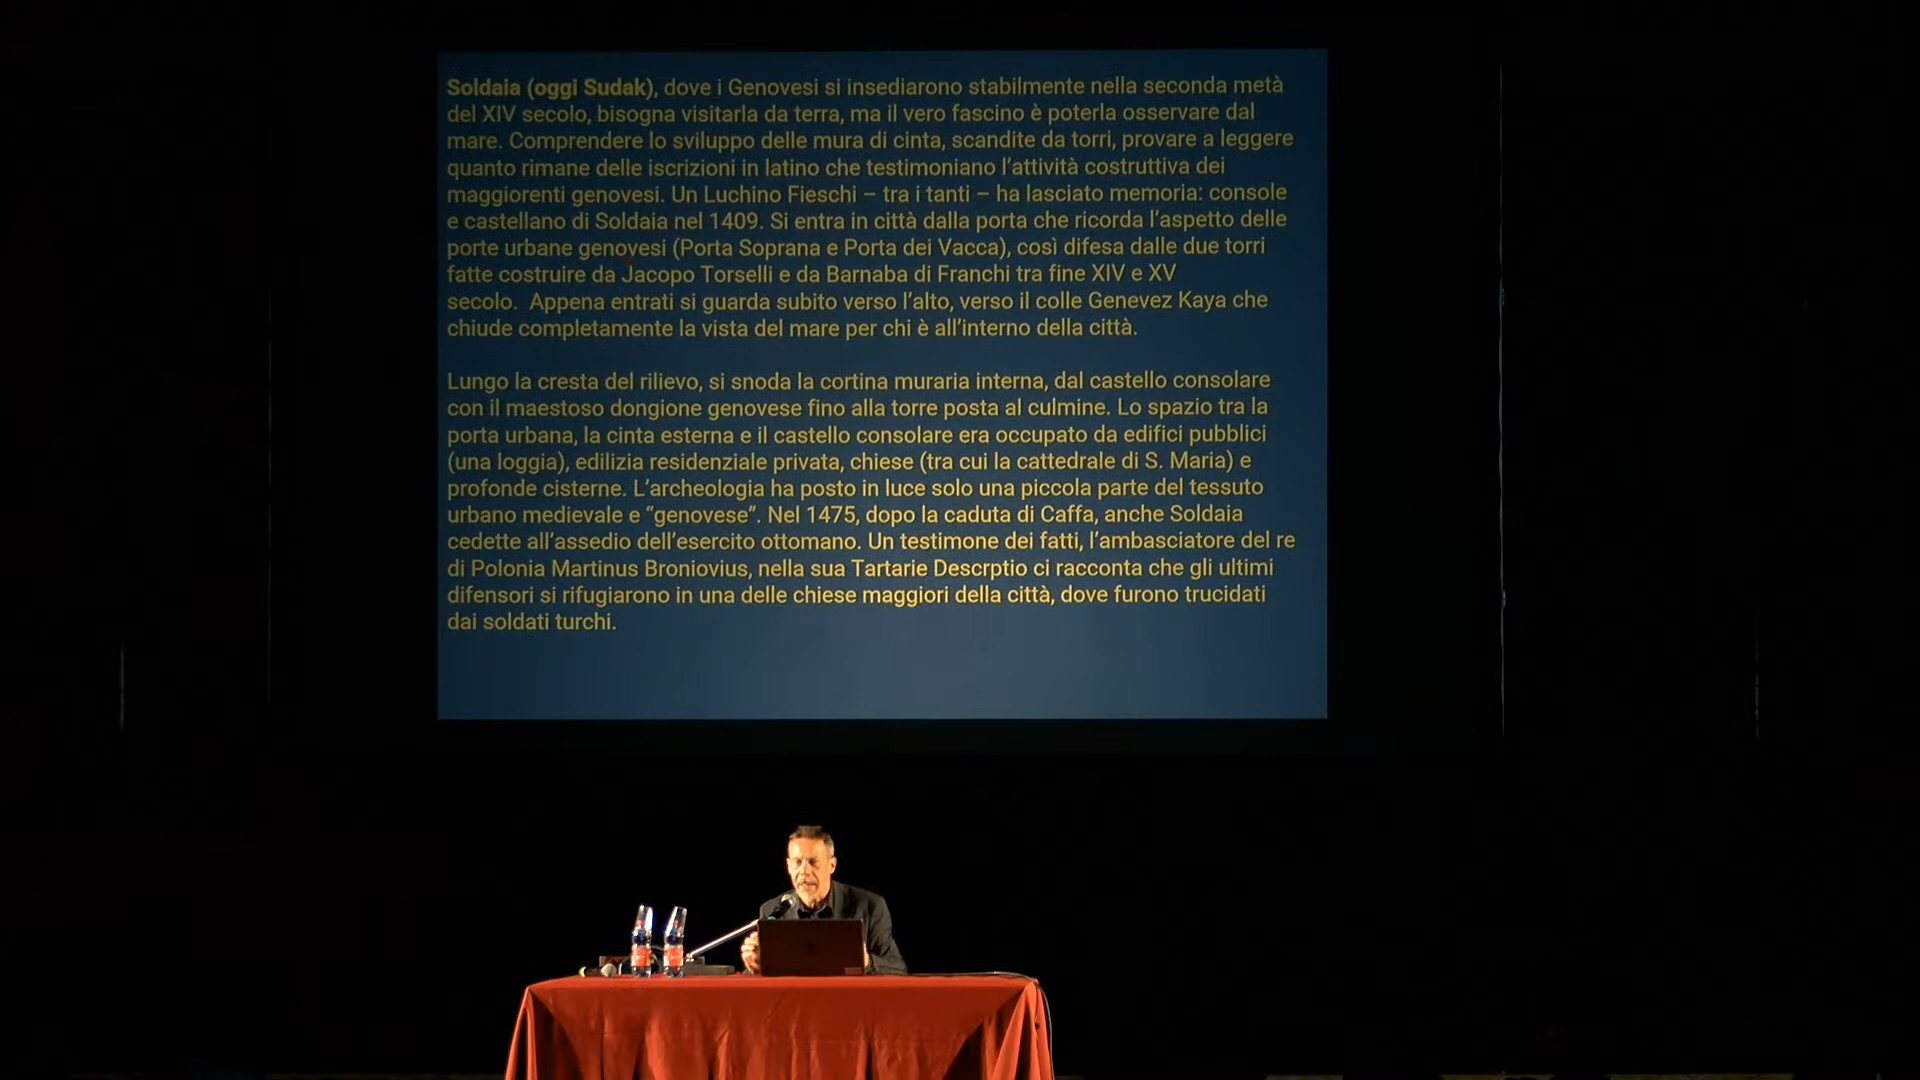 Soldaia (oggi Sudak), dove i Genovesi si insediarono stabilmente nella seconda metà
del XIV secolo, bisogna visitarla da terra, ma il vero fascino è poterla osservare dal
mare. Comprendere lo sviluppo delle mura di cinta, scandite da torri, provare a leggere
quanto rimane delle iscrizioni in latino che testimoniano l’attività costruttiva dei
maggiorenti genovesi. Un Luchino Fieschi – tra i tanti – ha lasciato memoria: console
e castellano di Soldaia nel 1409. Si entra in città dalla porta che ricorda l’aspetto delle
porte urbane genovesi (Porta Soprana e Porta dei Vacca), così difesa dalle due torri
fatte costruire da Jacopo Torselli e da Barnaba di Franchi tra fine XIV e XV
secolo.  Appena entrati si guarda subito verso l’alto, verso il colle Genevez Kaya che
chiude completamente la vista del mare per chi è all’interno della città.
Lungo la cresta del rilievo, si snoda la cortina muraria interna, dal castello consolare
con il maestoso dongione genovese fino alla torre posta al culmine. Lo spazio tra la
porta urbana, la cinta esterna e il castello consolare era occupato da edifici pubblici
(una loggia), edilizia residenziale privata, chiese (tra cui la cattedrale di S. Maria) e
profonde cisterne. L’archeologia ha posto in luce solo una piccola parte del tessuto
urbano medievale e “genovese”. Nel 1475, dopo la caduta di Caffa, anche Soldaia
cedette all’assedio dell’esercito ottomano. Un testimone dei fatti, l’ambasciatore del re
di Polonia Martinus Broniovius, nella sua Tartarie Descrptio ci racconta che gli ultimi
difensori si rifugiarono in una delle chiese maggiori della città, dove furono trucidati
dai soldati turchi.